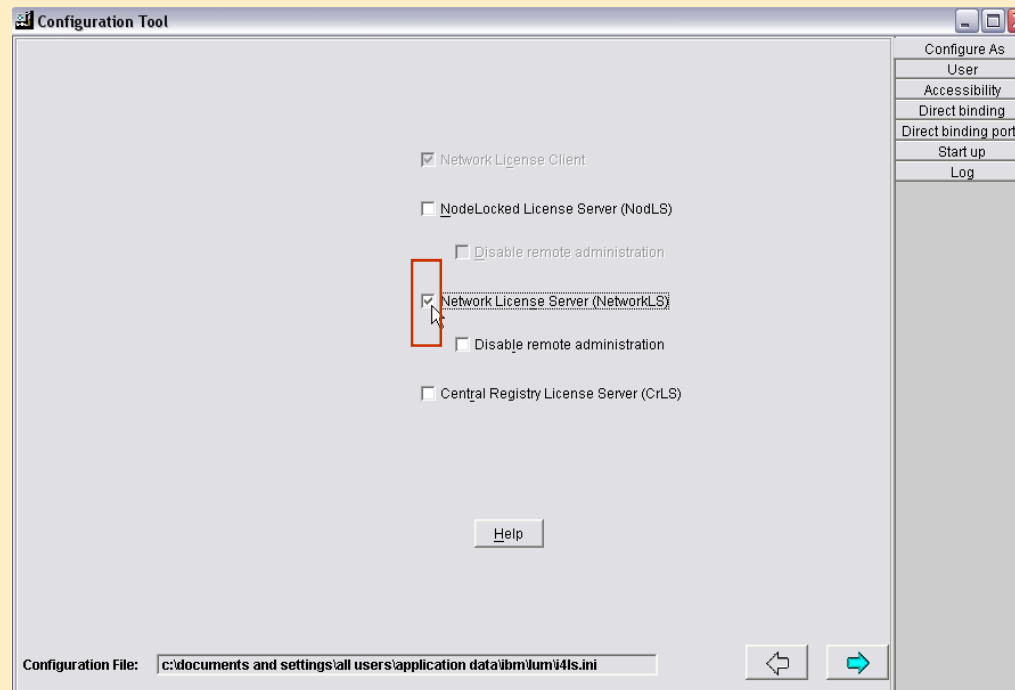 Configuration Tool
Configure As
User
Accessibility
Direct binding
Direct binding port
Start up
Log
Network License Client
NodeLocked License Server (NodLS)
Disable remote administration
Network License Server (NetworkLS)
Disable remote administration
Central Registry License Server (CrLS)
Help
Configuration File: c:\documents and settings\all users\application data\ibm\lum\i4ls.ini